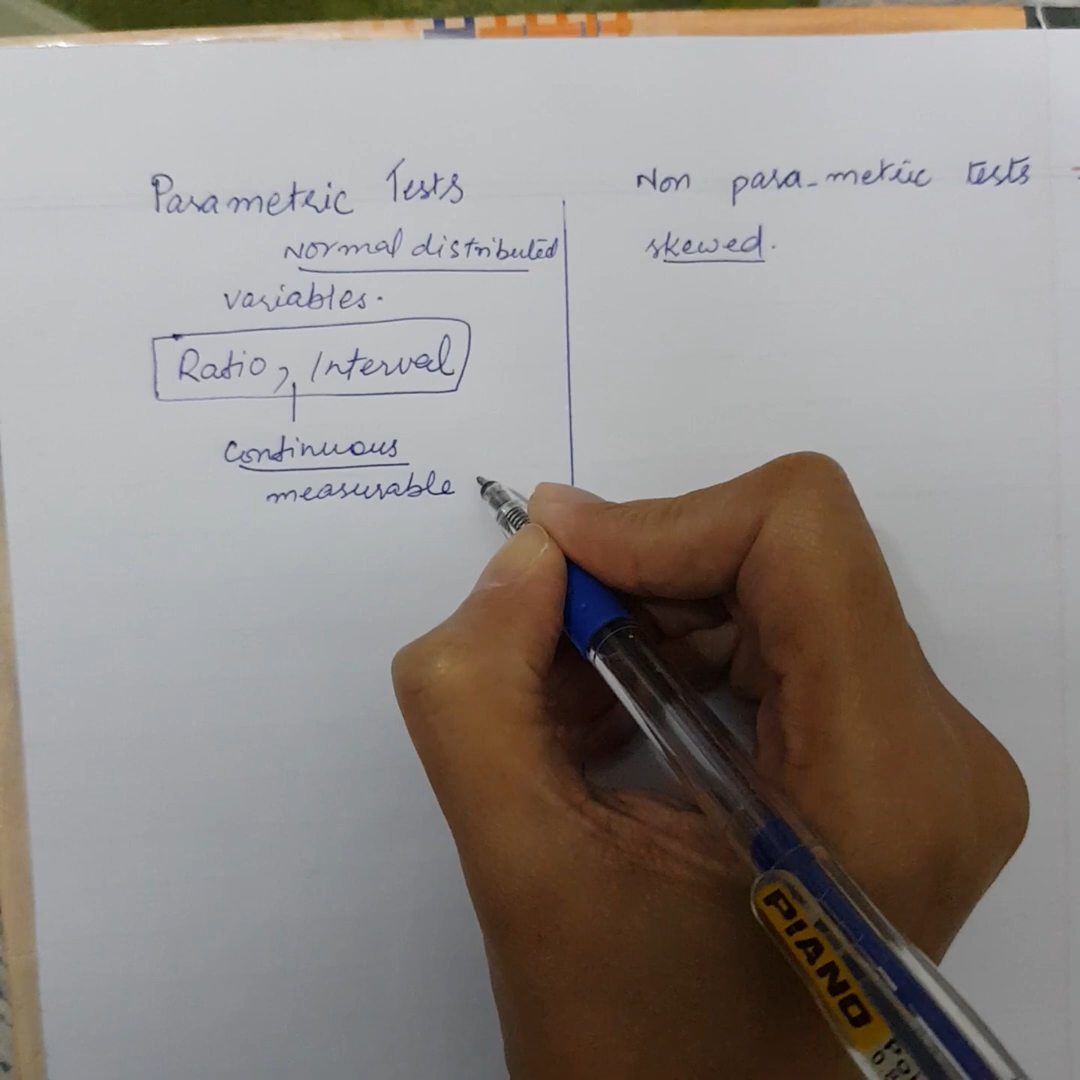 Parametric Tests
Normal distributed
variables.
Ratio, Interval
Continuous
measurable
Non para-metric tests
skewed.
PIANO